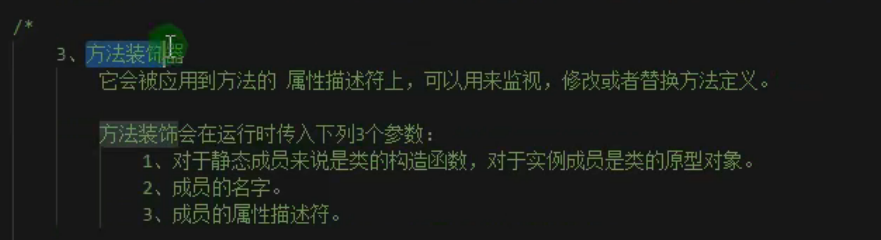 /*
3、方法装饰器
它会被应用到方法的 属性描述符上，可以用来监视，修改或者替换方法定义。
方法装饰会在运行时传入下列3个参数：
1、对于静态成员来说是类的构造函数，对于实例成员是类的原型对象。
2、成员的名字。
3、成员的属性描述符。